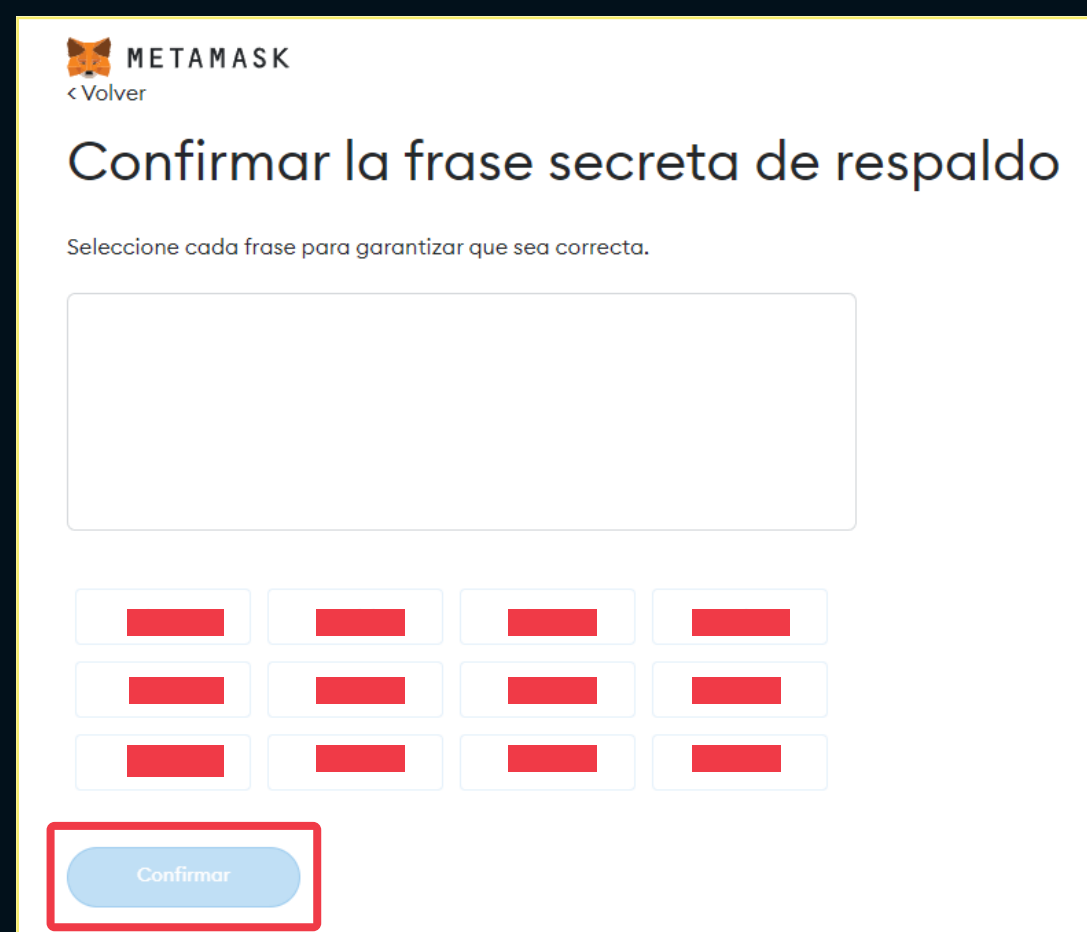 METAMASK
< Volver
Confirmar la frase secreta de respaldo
Seleccione cada frase para garantizar que sea correcta.
Confirmar